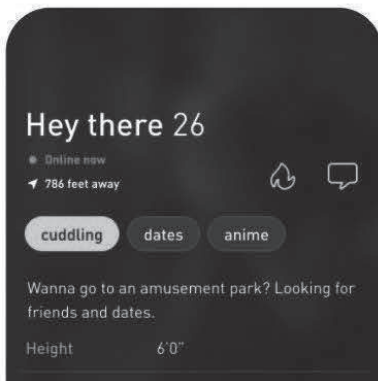 Hey there 26
Online now
786 feet away
cuddling dates anime
Wanna go to an amusement park? Looking for
friends and dates.
Height 6'0"